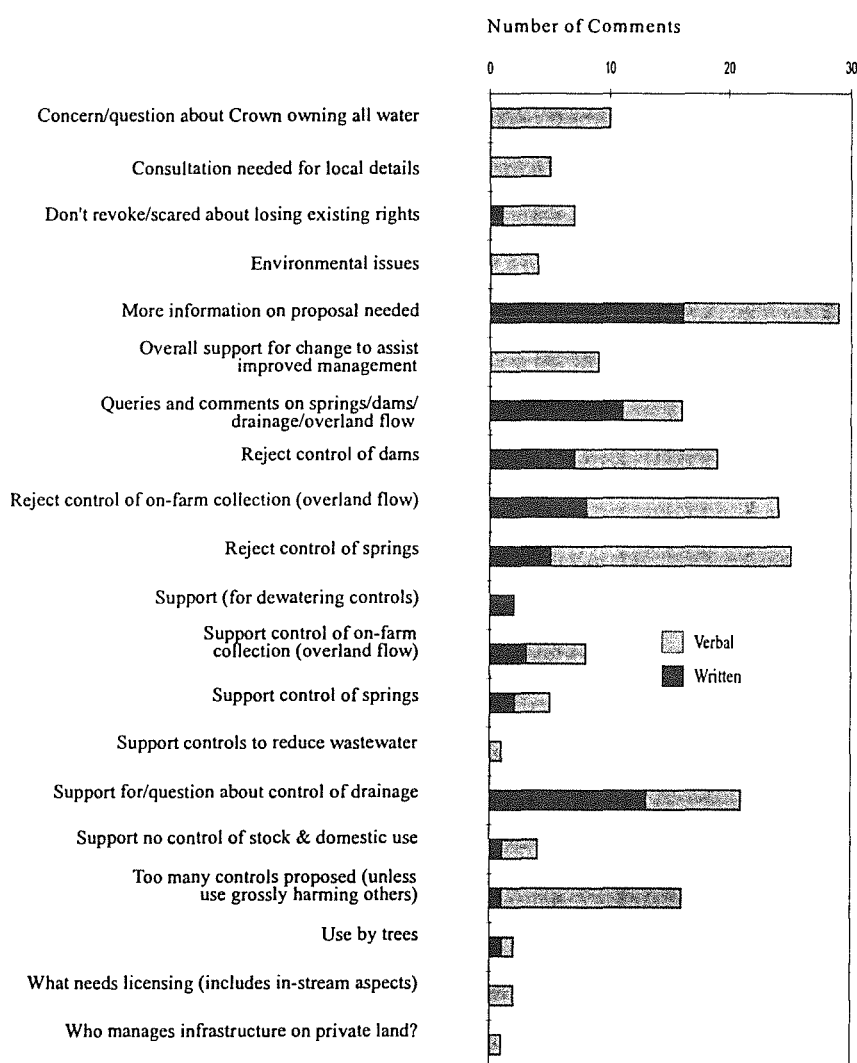 Number of Comments
0 10 20 30
Concern/question about Crown owning all water
Consultation needed for local details
Don't revoke/scared about losing existing rights
Environmental issues
More information on proposal needed
Overall support for change to assist
improved management
Queries and comments on springs/dams/
drainage/overland flow
Reject control of dams
Reject control of on-farm collection (overland flow)
Reject control of springs
Support (for dewatering controls)
Support control of on-farm
collection (overland flow)
Verbal
Written
Support control of springs
Support controls to reduce wastewater
Support for/question about control of drainage
Support no control of stock & domestic use
Too many controls proposed (unless
use grossly harming others)
Use by trees
What needs licensing (includes in-stream aspects)
Who manages infrastructure on private land?